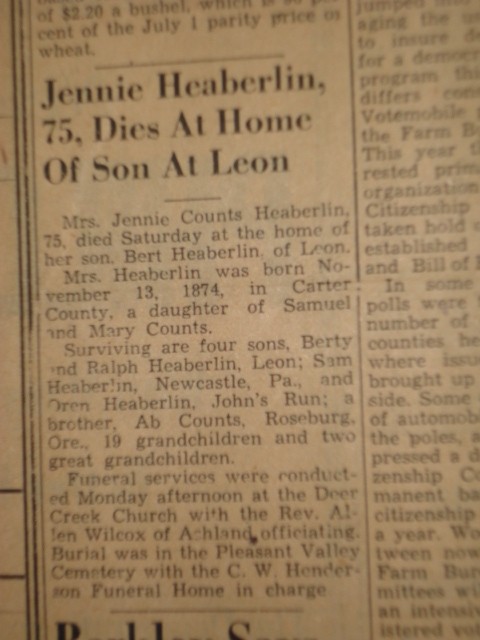 of $2.20 a bushel, which is
cent of the July 1 parity price of
wheat.
Jennie Heaberlin,
75, Dies At Home
Of Son At Leon
Mrs. Jennie Counts Heaberlin,
75, died Saturday at the home of
her son, Bert Heaberlin, of Leon.
Mrs. Heaberlin was born No-
vember 13, 1874, in Carter
County, a daughter of Samuel
and Mary Counts.
Surviving are four sons, Berty
and Ralph Heaberlin, Leon; Sam
Heaberlin, Newcastle, Pa., and
Oren Heaberlin, John's Run; a
brother, Ab Counts, Roseburg,
Ore., 19 grandchildren and two
great grandchildren.
Funeral services were conduct-
ed Monday afternoon at the Deer
Creek Church with the Rev. Al-
len Wilcox of Ashland officiating.
Burial was in the Pleasant Valley
Cemetery with the C. W. Hender-
son Funeral Home in charge
jumped
aging the
to insure
for a
program
differs
Votemobile
the Farm
This year
rested
organization
Citizenship
taken hold
established
and Bill of
In some
polls were
number of
counties
where
brought up
side. Some
of
the poles,
pressed a
zenship
manent
citizenship
a year.
tween now
Farm
mittees
an
istered